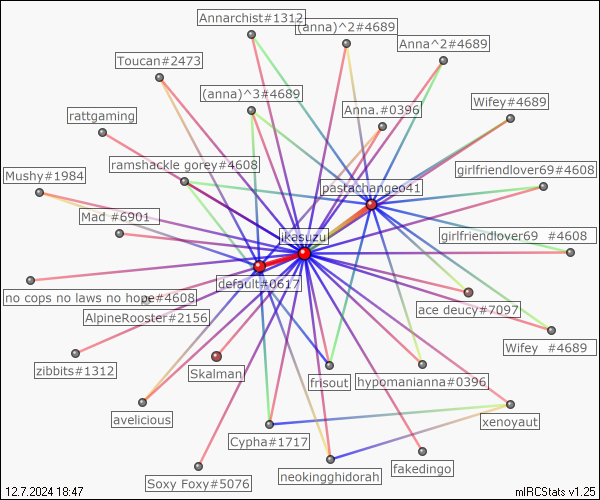 Annarchist#1312
(anna)^2#4689
Anna^2#4689
Toucan#2473
(anna)^3#4689
Anna.#0396
Wifey#4689
rattgaming
ramshackle gorey#4608
girlfriendlover69#4608
Mushy#1984
pastachangeo41
Mad #6901
ikasuzu
girlfriendlover69 #4608
default#0617
no cops no laws no hope#4608
ace deucy#7097
AlpineRooster#2156
Wifey #4689
zibbits#1312
Skalman
frisout
hypomanianna#0396
avelicious
xenoyaut
Cypha#1717
Soxy Foxy#5076
neokingghidorah
fakedingo
12.7.2024 18:47
mIRCStats v1.25